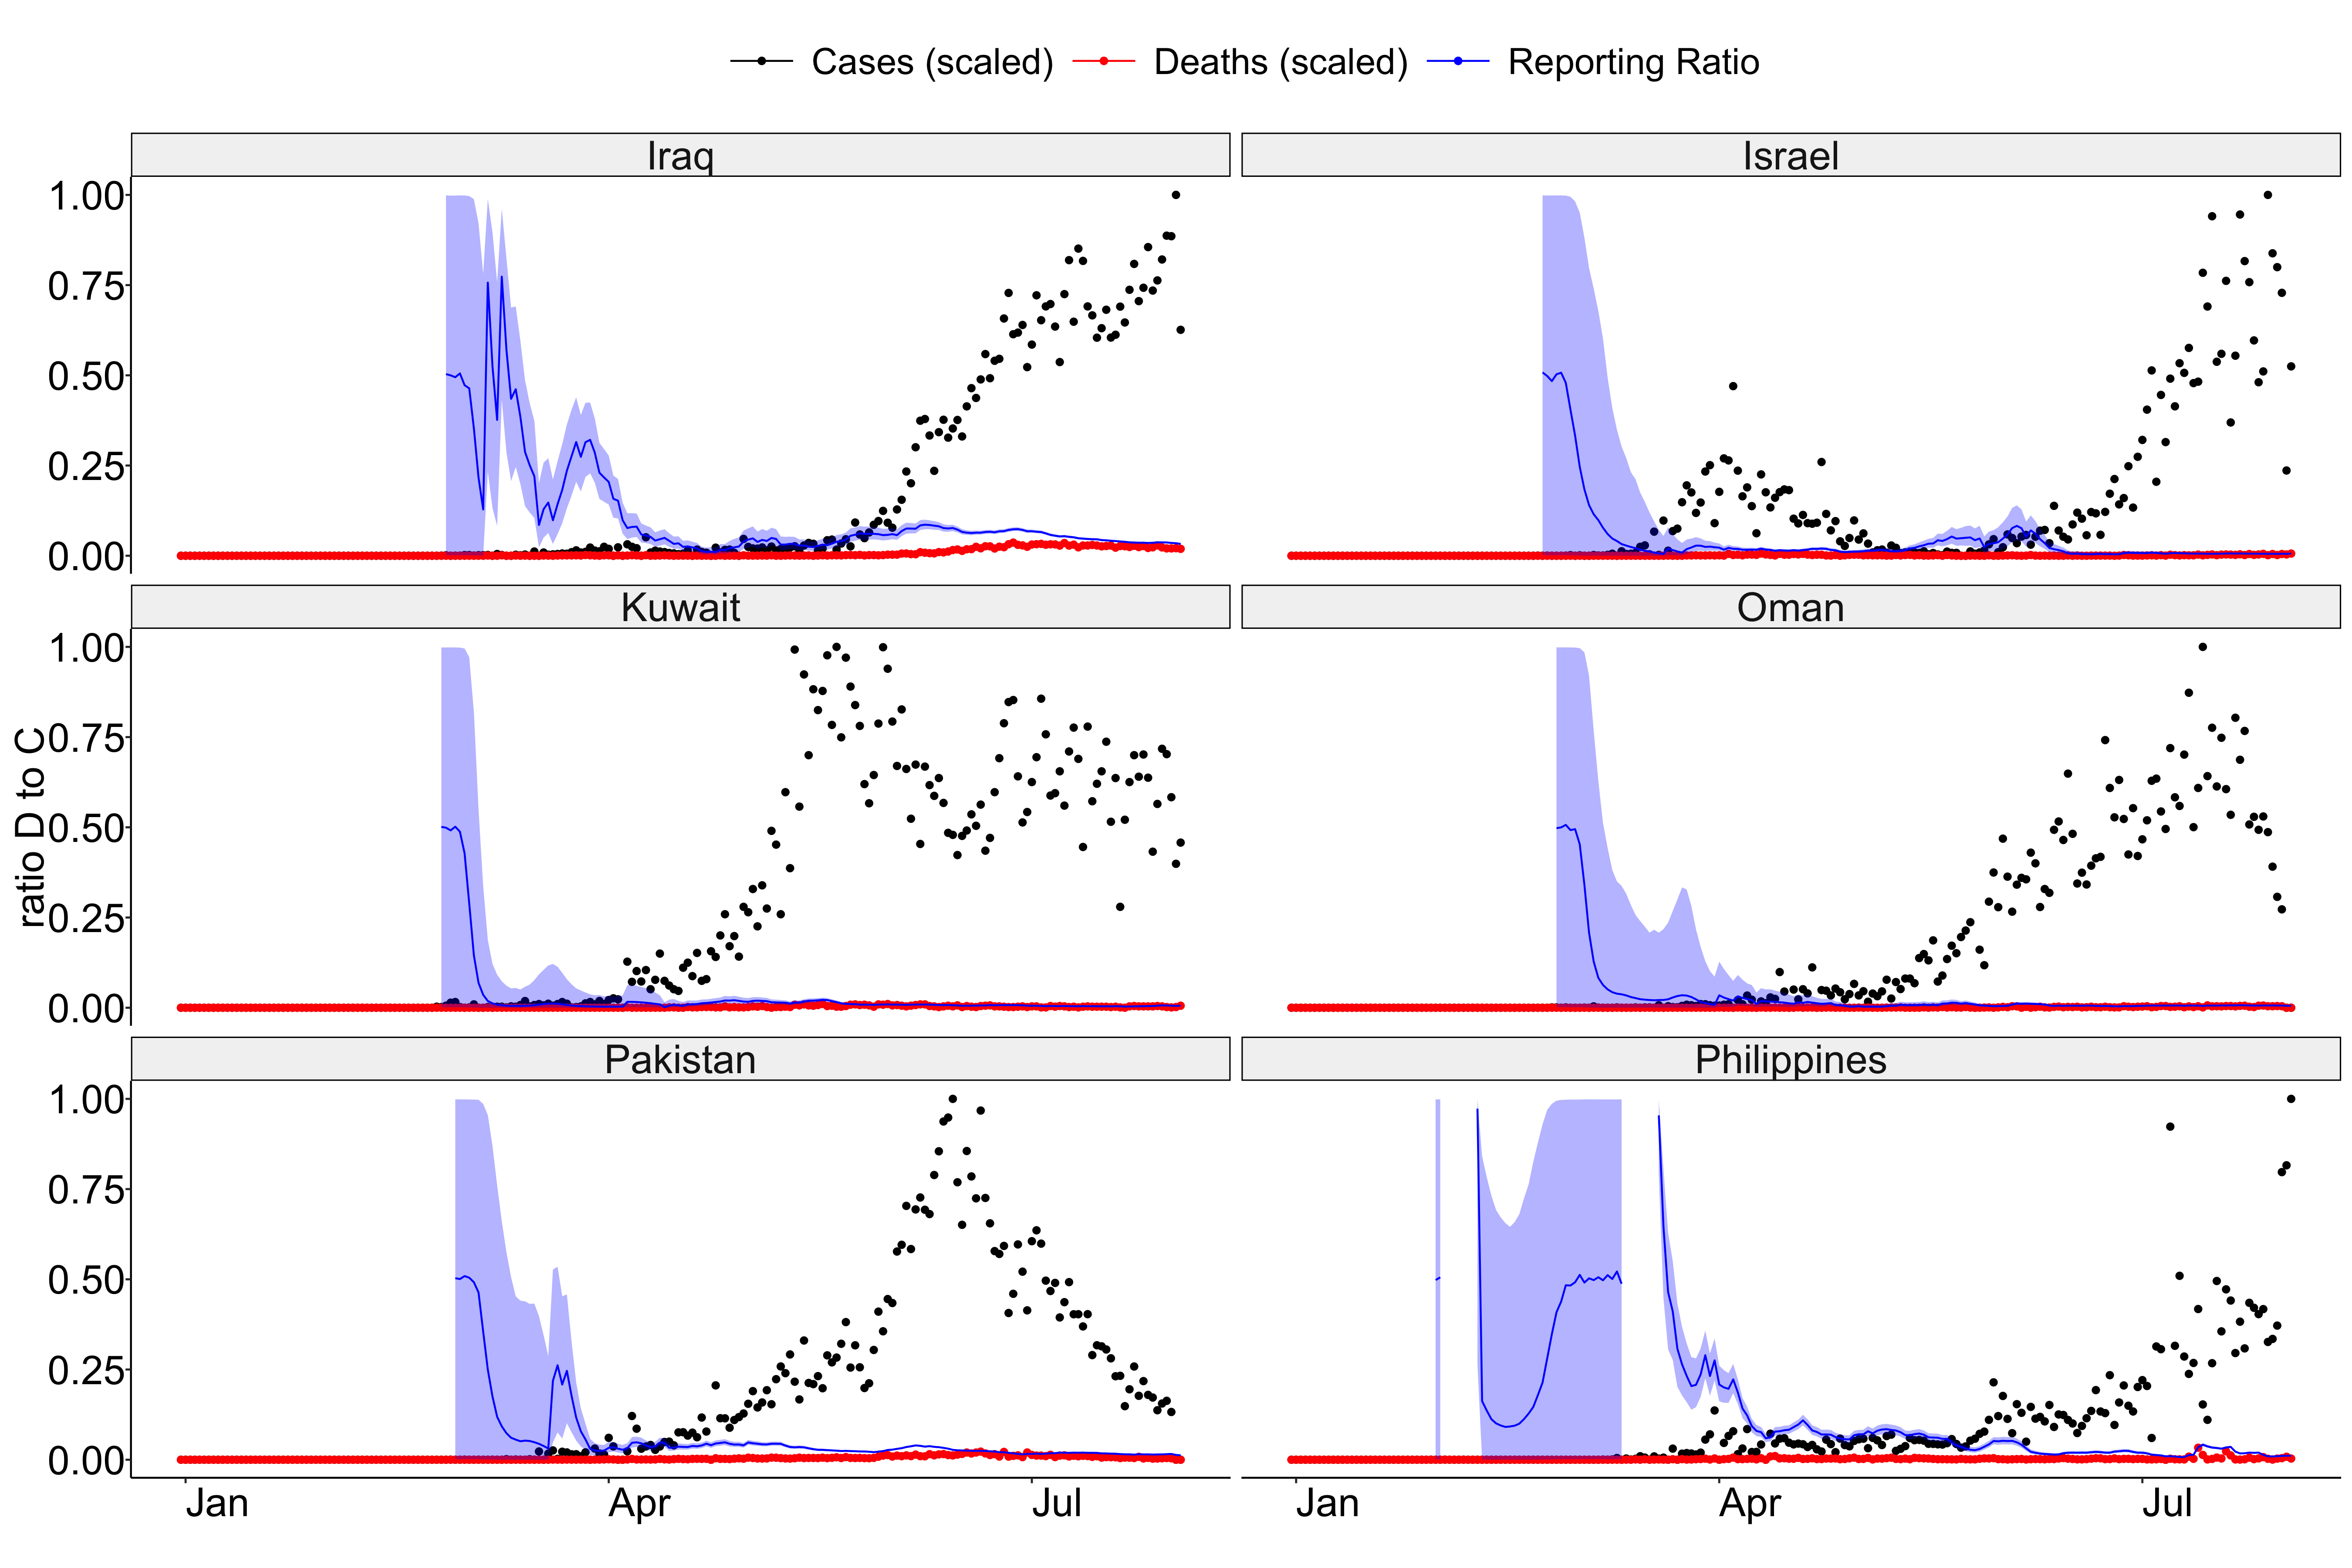 Cases (scaled) Deaths (scaled) Reporting Ratio
Iraq Israel
1.00
0.75
0.50
0.25
0.00
Kuwait Oman
1.00
0.75
0.50
0.25
0.00
ratio D to C
Pakistan Philippines
1.00
0.75
0.50
0.25
0.00
Jan Apr Jul Jan Apr Jul